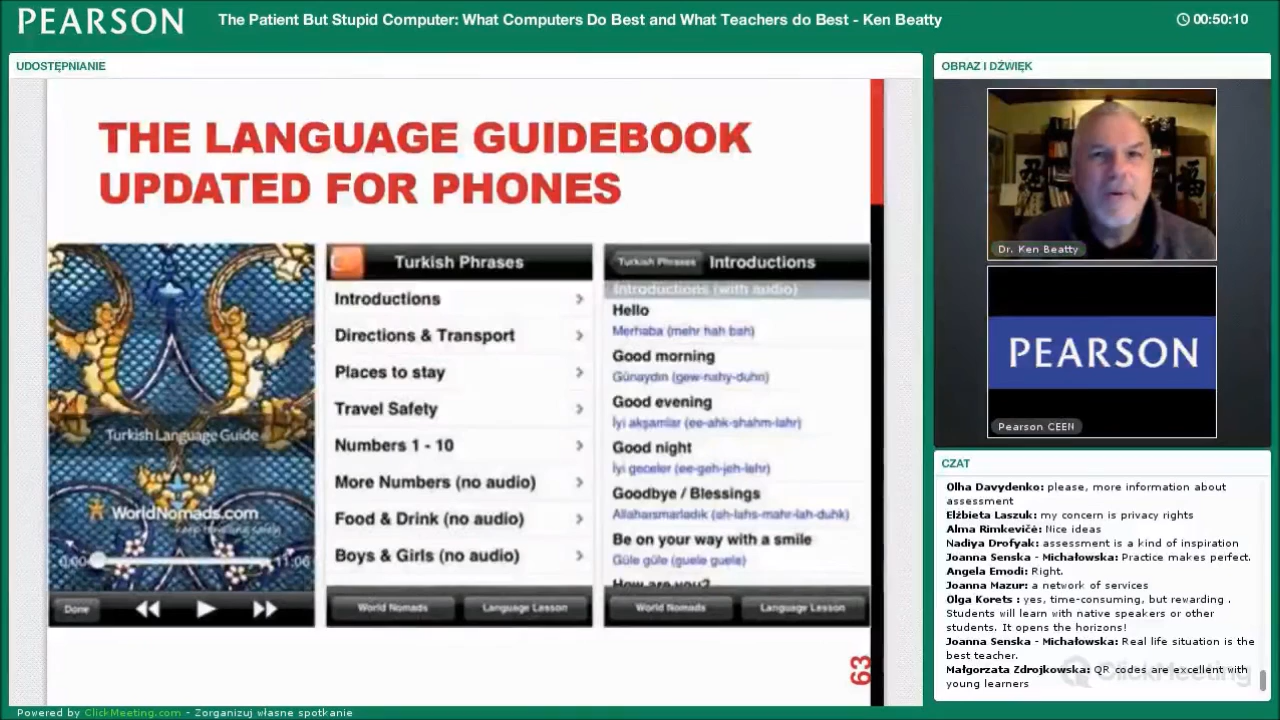 PEARSON
The Patient But Stupid Computer: What Computers Do Best and What Teachers do Best - Ken Beatty
00:50:10
UDOSTĘPNIANIE
THE LANGUAGE GUIDEBOOK
UPDATED FOR PHONES
Turkish Language Guide
WorldNomads.com
0:00
11:06
Done
Turkish Phrases
Introductions
Directions & Transport
Places to stay
Travel Safety
Numbers 1 - 10
More Numbers (no audio)
Food & Drink (no audio)
Boys & Girls (no audio)
World Nomads
Language Lesson
Turkish Phrases
Introductions
Introductions (with audio)
Hello
Merhaba (mehr hah bah)
Good morning
Günaydın (gew-nahy-duhn)
Good evening
İyi akşamlar (ee-ahk-shahm-lahr)
Good night
İyi geceler (ee-geh-jeh-lehr)
Goodbye / Blessings
Allahaısmarladık (ah-lahs-mahr-lah-duhk)
Be on your way with a smile
Güle güle (guele guele)
How are you?
World Nomads
Language Lesson
63
OBRAZ I DŹWIĘK
Dr. Ken Beatty
PEARSON
Pearson CEEN
CZAT
Olha Davydenko: please, more information about
assessment
Elżbieta Laszuk: my concern is privacy rights
Alma Rimkevičė: Nice ideas
Nadiya Drofyak: assessment is a kind of inspiration
Joanna Senska - Michałowska: Practice makes perfect.
Angela Emodi: Right.
Joanna Mazur: a network of services
Olga Korets : yes, time-consuming, but rewarding .
Students will learn with native speakers or other
students. It opens the horizons!
Joanna Senska - Michałowska: Real life situation is the
best teacher.
Małgorzata Zdrojkowska: QR codes are excellent with
young learners
ClickMeeting
Powered by ClickMeeting.com - Zorganizuj własne spotkanie